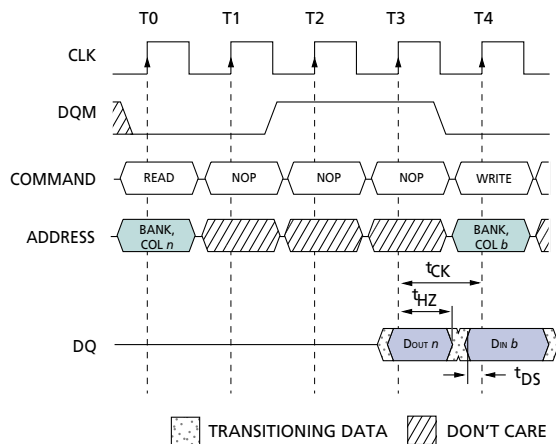 T0 T1 T2 T3 T4
CLK
DQM
COMMAND READ NOP NOP NOP WRITE
ADDRESS BANK, COL n BANK, COL b
tCK
tHZ
DQ DOUT n DIN b
tDS
TRANSITIONING DATA DON'T CARE